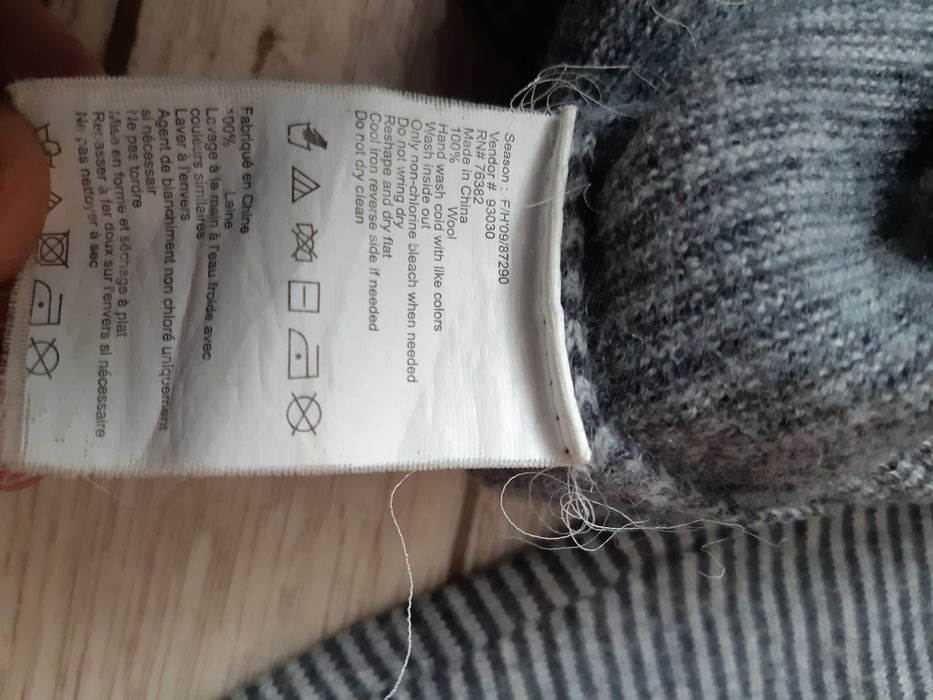 Season : F/H'09/87290
Vendor # 93030
RN# 76382
Made in China
100% Wool
Hand wash cold with like colors
Wash inside out
Only non-chlorine bleach when needed
Do not wring dry
Reshape and dry flat
Cool iron reverse side if needed
Do not dry clean
Fabriqué en Chine
100% Laine
Lavage à la main à l'eau froide avec
couleurs similaires
Laver à l'envers
Agent de blanchiment non chloré uniquement
si nécessair
Ne pas tordre
Mise en forme et séchage à plat
Repasser à fer doux sur l'envers si nécessaire
Ne pas nettoyer à sec